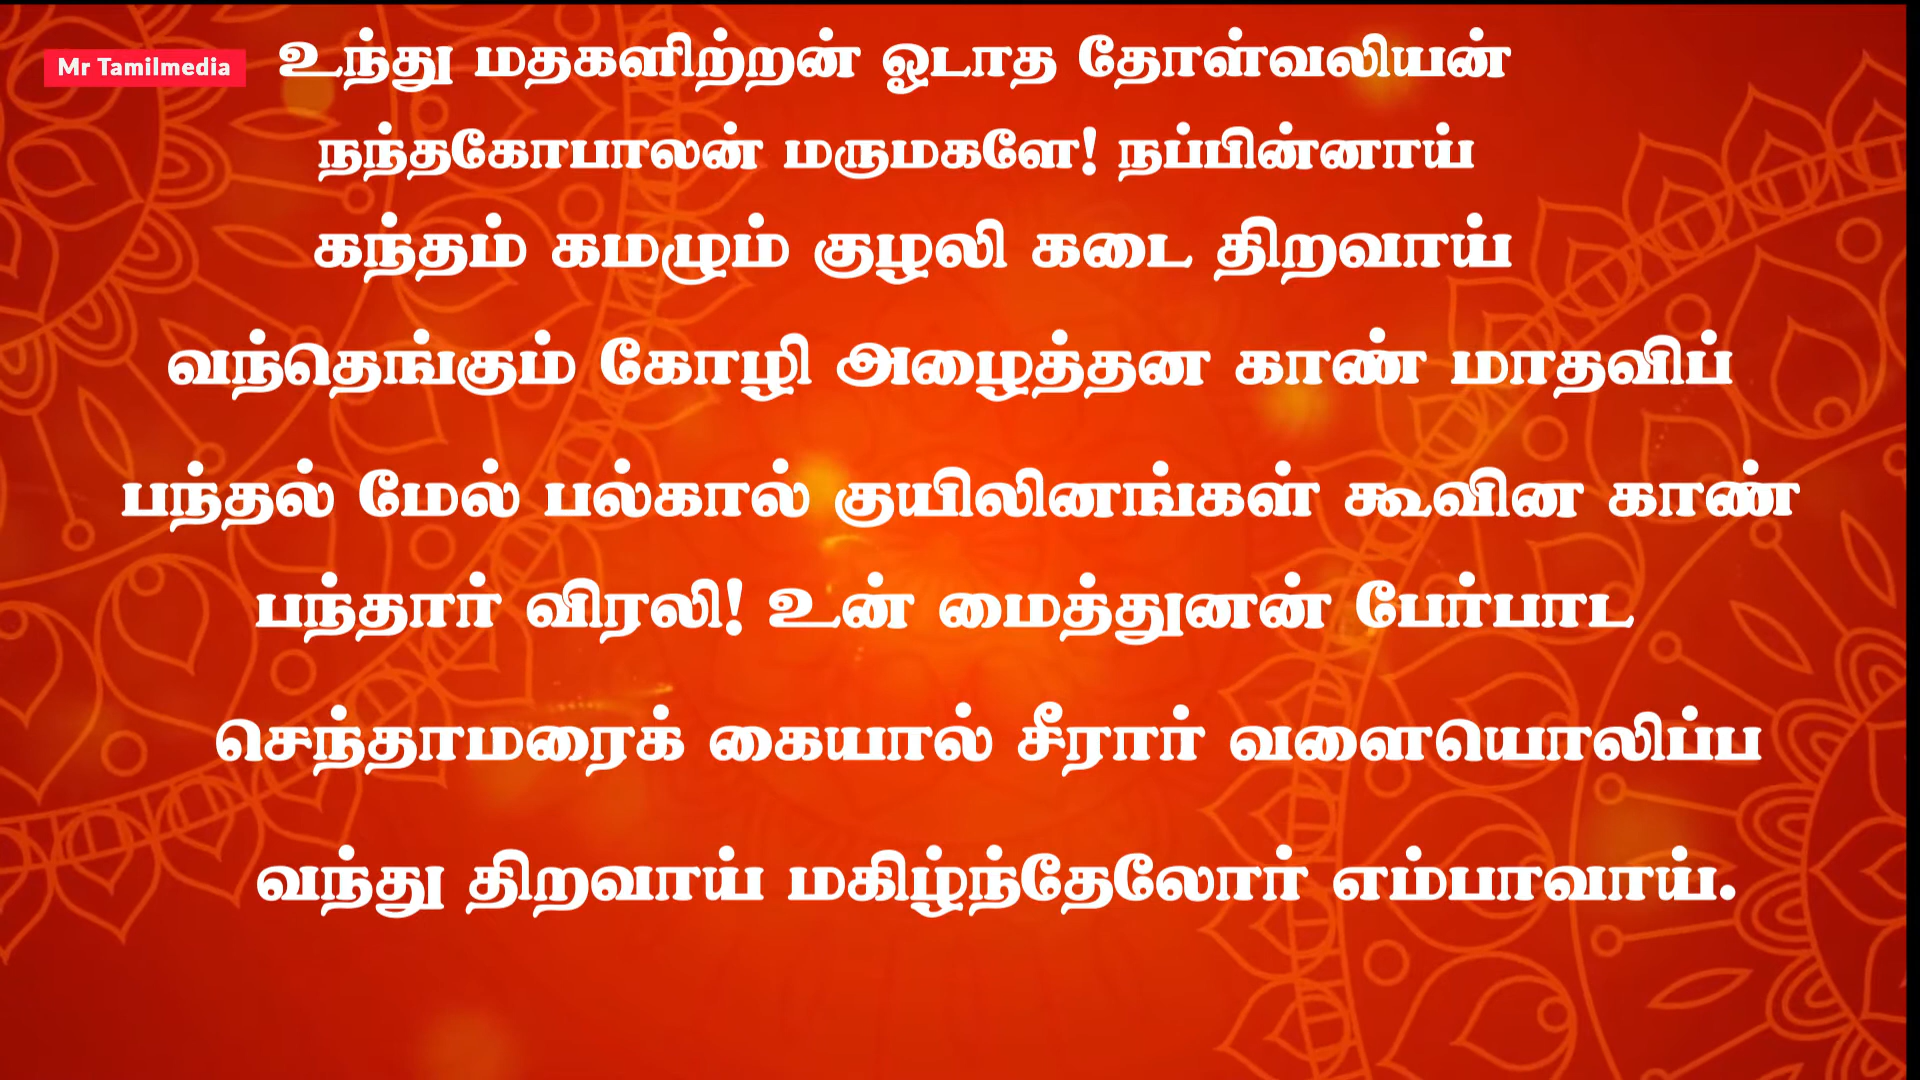 Mr Tamilmedia
உந்து மதகளிற்றன் ஓடாத தோள்வலியன்
நந்தகோபாலன் மருமகளே! நப்பின்னாய்
கந்தம் கமழும் குழலி கடை திறவாய்
வந்தெங்கும் கோழி அழைத்தன காண் மாதவிப்
பந்தல் மேல் பல்கால் குயிலினங்கள் கூவின காண்
பந்தார் விரலி! உன் மைத்துனன் பேர்பாட
செந்தாமரைக் கையால் சீரார் வளையொலிப்ப
வந்து திறவாய் மகிழ்ந்தேலோர் எம்பாவாய்.